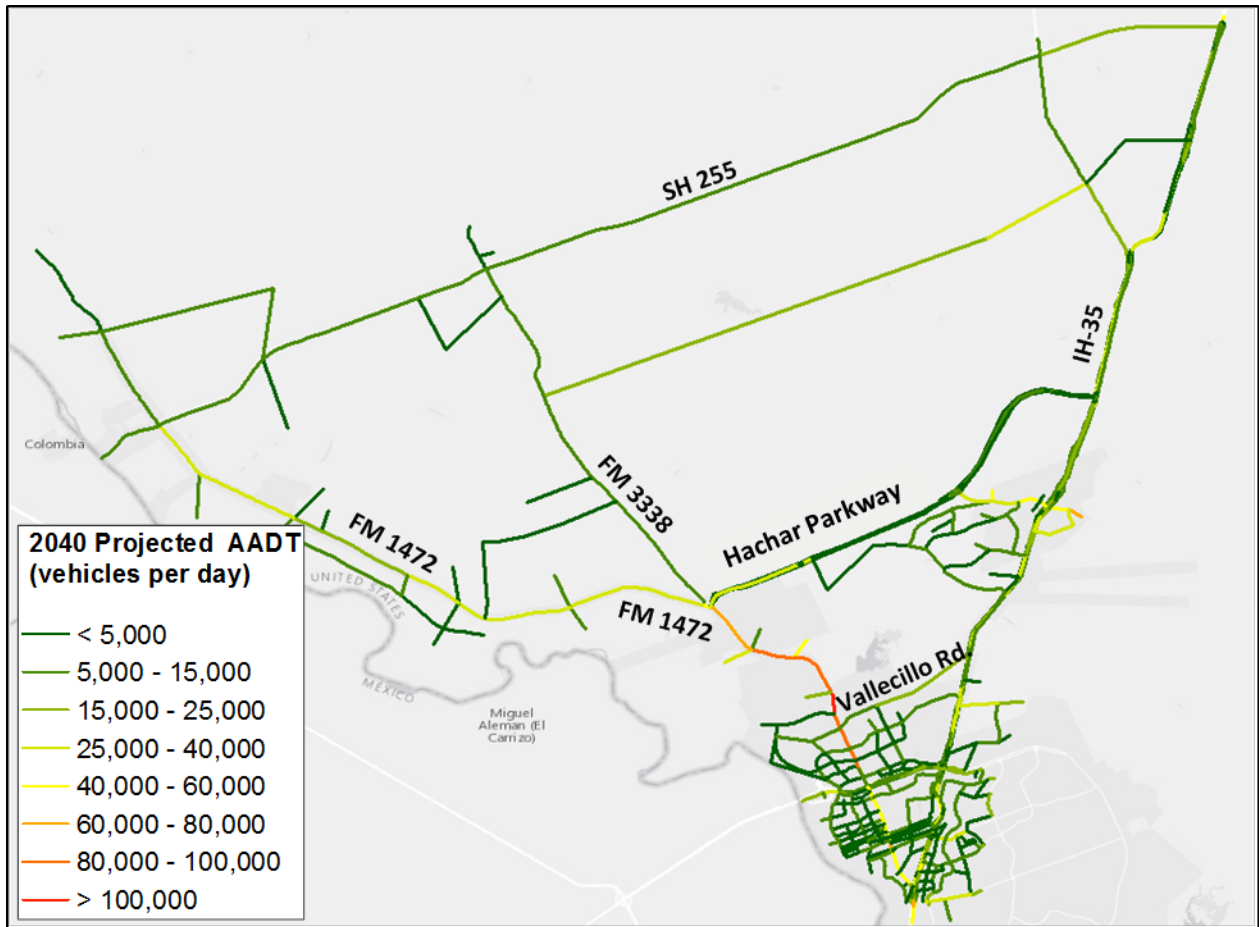 SH 255
IH-35
Colombia
FM 3338
Hachar Parkway
FM 1472
UNITED STATES
FM 1472
MÉXICO
Vallecillo Rd.
Miguel
Aleman (El
Carrizo)
2040 Projected AADT
(vehicles per day)
< 5,000
5,000 - 15,000
15,000 - 25,000
25,000 - 40,000
40,000 - 60,000
60,000 - 80,000
80,000 - 100,000
> 100,000